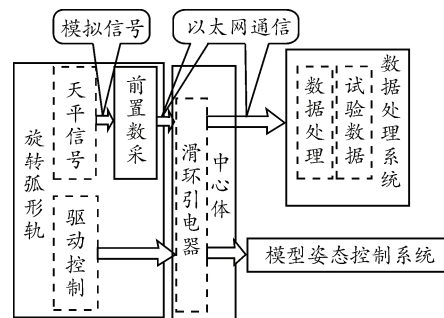 模拟信号
以太网通信
旋转弧形轨
天平信号
前置数采
驱动控制
滑环引电器
中心体
数据处理
试验数据
数据处理系统
模型姿态控制系统